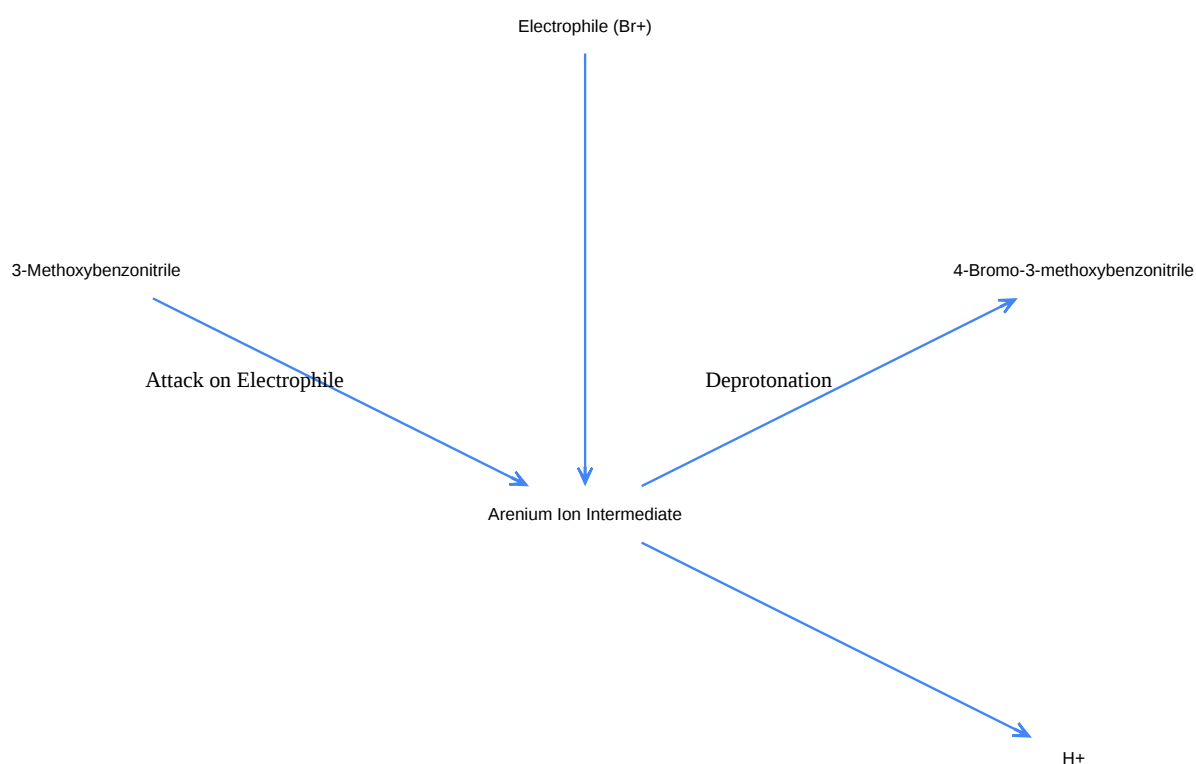 Electrophile (Br+)
3-Methoxybenzonitrile
4-Bromo-3-methoxybenzonitrile
Attack on Electrophile
Deprotonation
Arenium Ion Intermediate
H+